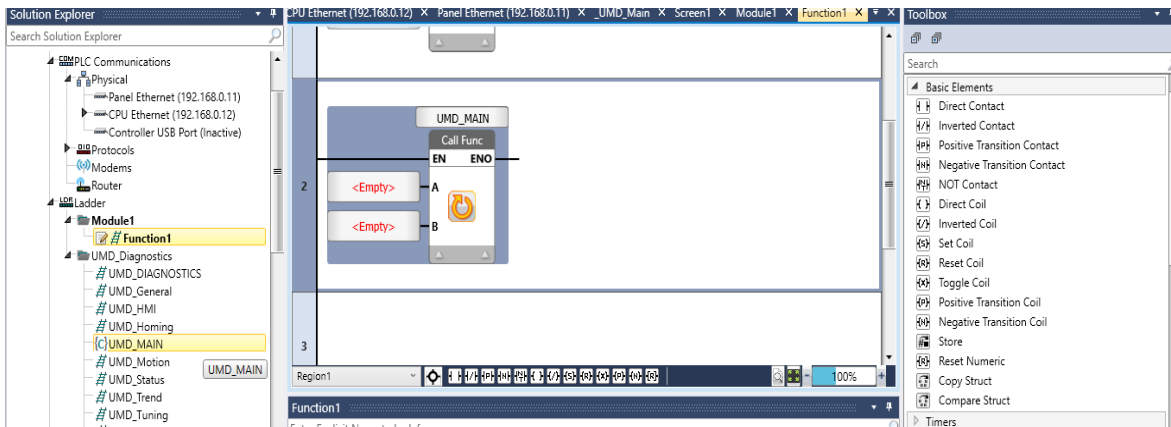 Solution Explorer
Search Solution Explorer
PLC Communications
Physical
Panel Ethernet (192.168.0.11)
CPU Ethernet (192.168.0.12)
Controller USB Port (Inactive)
Protocols
Modems
Router
Ladder
Module1
Function1
UMD_Diagnostics
UMD_DIAGNOSTICS
UMD_General
UMD_HMI
UMD_Homing
{C} UMD_MAIN
UMD_Motion
UMD_MAIN
UMD_Status
UMD_Trend
UMD_Tuning
CPU Ethernet (192.168.0.12) Panel Ethernet (192.168.0.11) _UMD_Main Screen1 Module1 Function1
UMD_MAIN
Call Func
EN ENO
2
<Empty> A
<Empty> B
3
Region1 100%
Function1
Toolbox
Search
Basic Elements
Direct Contact
Inverted Contact
Positive Transition Contact
Negative Transition Contact
NOT Contact
Direct Coil
Inverted Coil
Set Coil
Reset Coil
Toggle Coil
Positive Transition Coil
Negative Transition Coil
Store
Reset Numeric
Copy Struct
Compare Struct
Timers